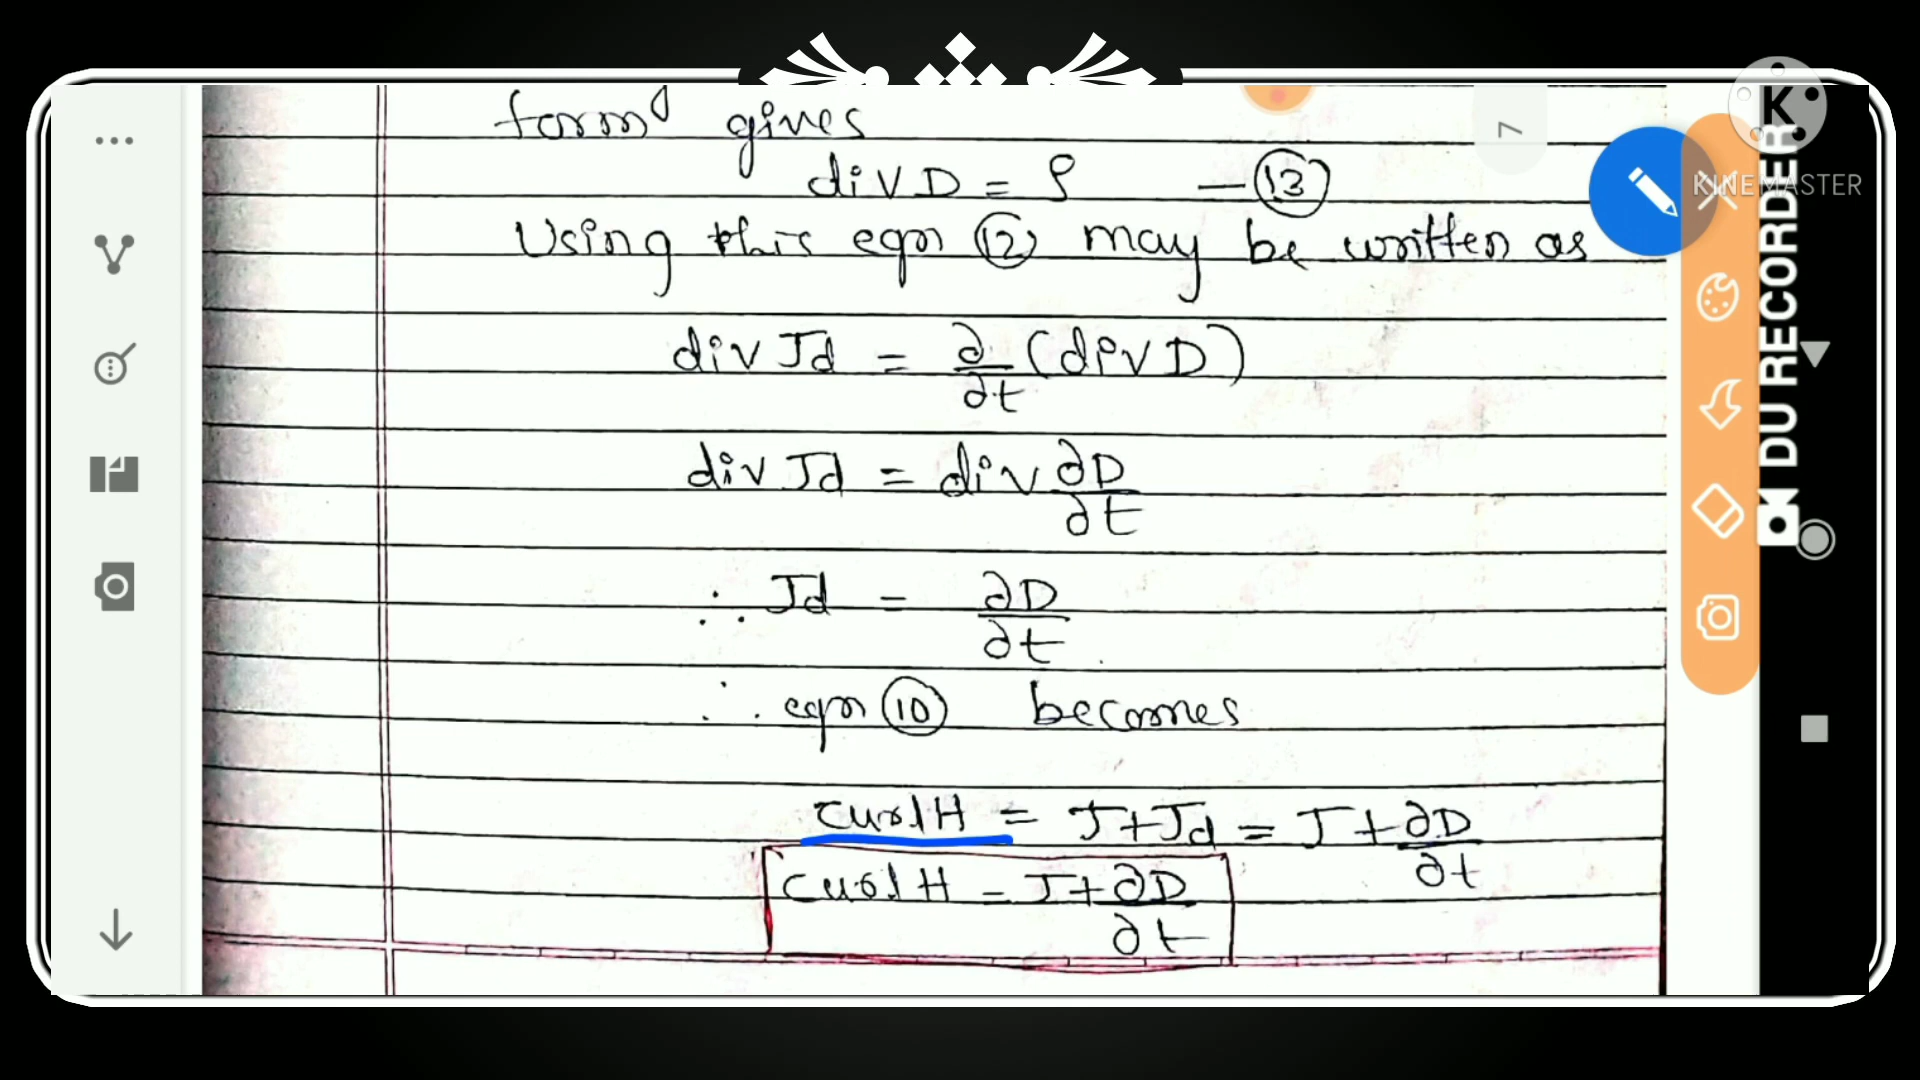 form gives
div D = ρ — (13)
Using this eqn (12) may be written as
div Jd = ∂/∂t (div D)
div Jd = div ∂D/∂t
∴ Jd = ∂D/∂t
∴ eqn (10) becomes
curl H = J + Jd = J + ∂D/∂t
curl H = J + ∂D/∂t
7
K
KINEMASTER
DU RECORDER